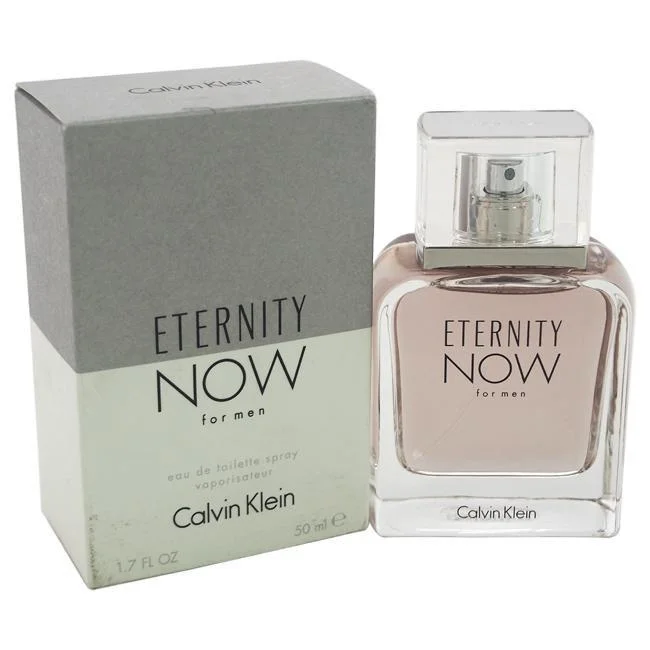 Calvin Klein
ETERNITY
NOW
for men
eau de toilette spray
vaporisateur
Calvin Klein
50 ml e
1.7 FL OZ
ETERNITY
NOW
for men
Calvin Klein